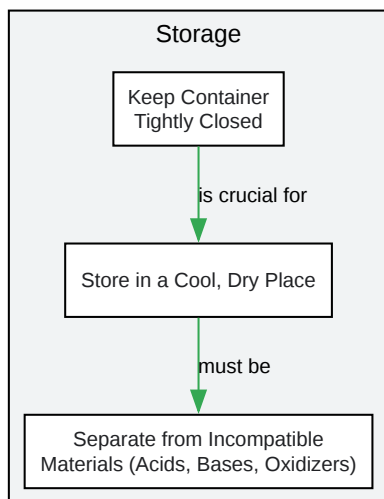 Storage
Keep Container
Tightly Closed
is crucial for
Store in a Cool, Dry Place
must be
Separate from Incompatible
Materials (Acids, Bases, Oxidizers)